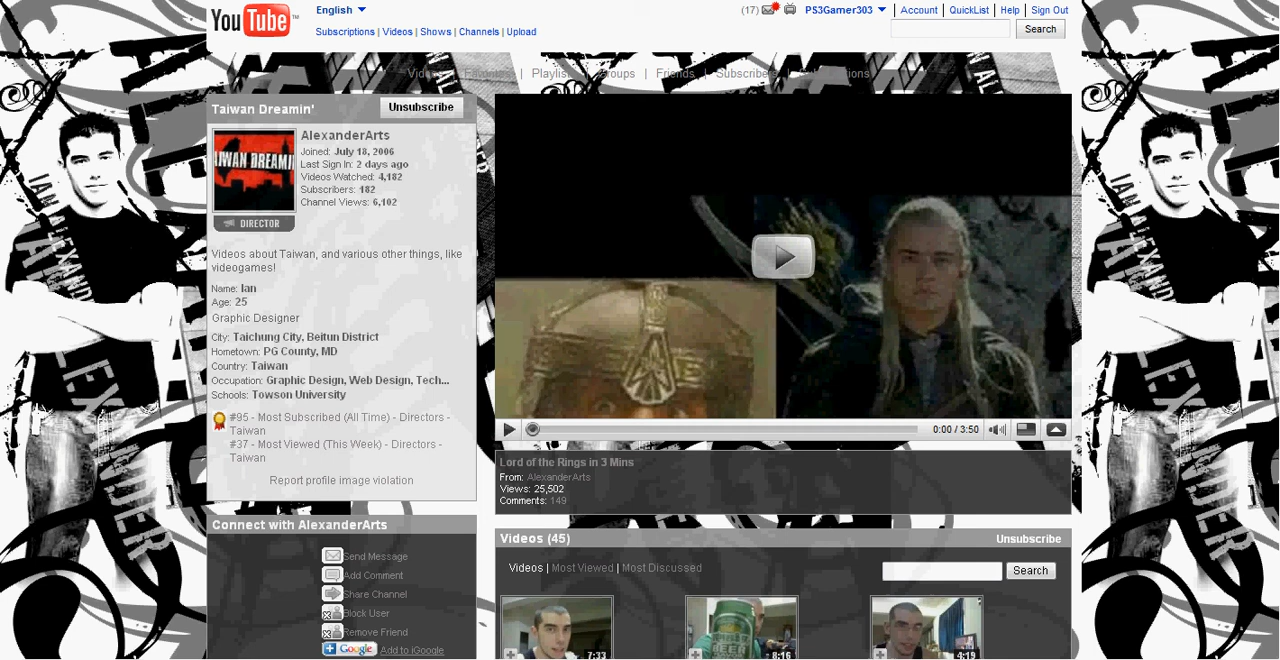 You Tube ™
English
(17) PS3Gamer303 | Account | QuickList | Help | Sign Out
Subscriptions | Videos | Shows | Channels | Upload
Search
Videos | Favorites | Playlists | Groups | Friends | Subscribers | Subscriptions
Taiwan Dreamin'
Unsubscribe
AlexanderArts
Joined: July 18, 2006
Last Sign In: 2 days ago
Videos Watched: 4,182
Subscribers: 182
Channel Views: 6,102
DIRECTOR
Videos about Taiwan, and various other things, like
videogames!
Name: Ian
Age: 25
Graphic Designer
City: Taichung City, Beitun District
Hometown: PG County, MD
Country: Taiwan
Occupation: Graphic Design, Web Design, Tech...
Schools: Towson University
#95 - Most Subscribed (All Time) - Directors -
Taiwan
#37 - Most Viewed (This Week) - Directors -
Taiwan
Report profile image violation
Connect with AlexanderArts
Send Message
Add Comment
Share Channel
Block User
Remove Friend
Google Add to iGoogle
0:00 / 3:50
Lord of the Rings in 3 Mins
From: AlexanderArts
Views: 25,502
Comments: 149
Videos (45)
Unsubscribe
Videos | Most Viewed | Most Discussed
Search
7:33
8:16
4:19